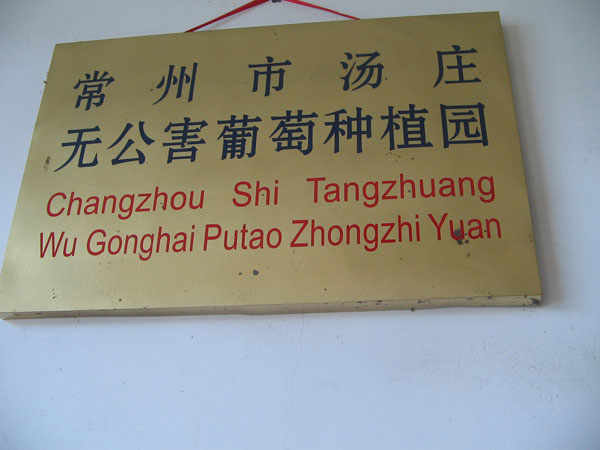 常州市汤庄
无公害葡萄种植园
Changzhou Shi Tangzhuang
Wu Gonghai Putao Zhongzhi Yuan